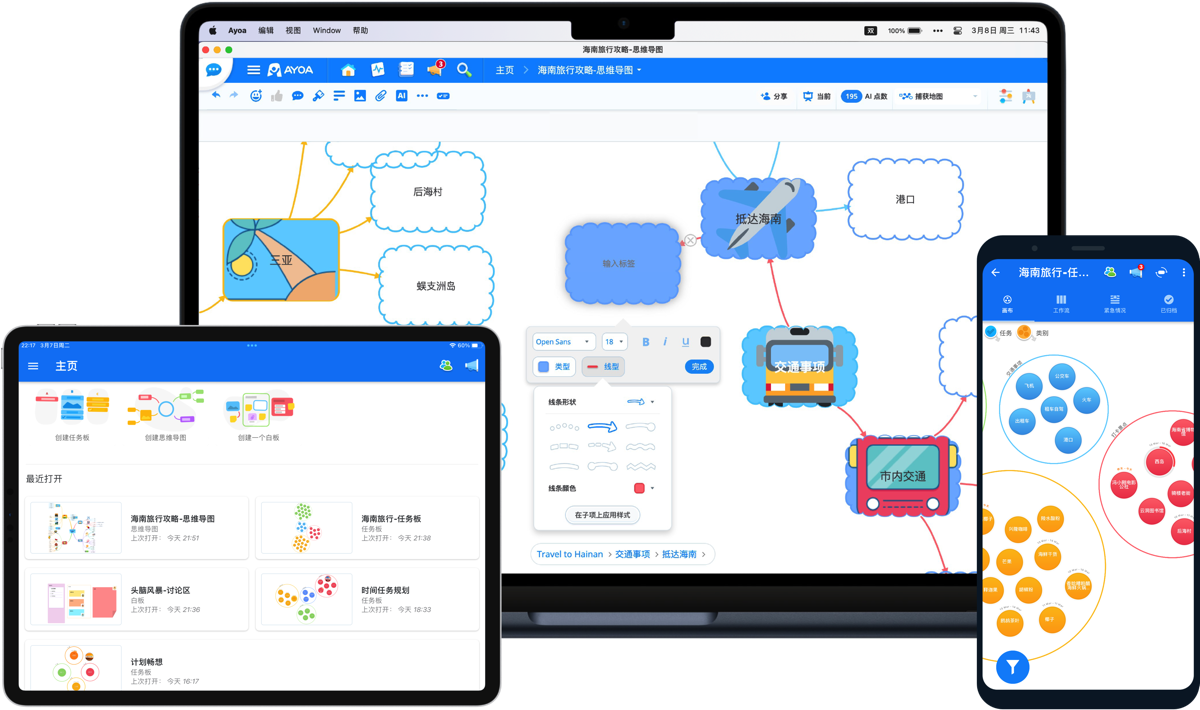 Ayoa 编辑 视图 Window 帮助
双 100% 3月8日 周三 11:43
海南旅行攻略-思维导图
AYOA 3 主页 海南旅行攻略-思维导图
AI 分享 当前 195 AI 点数 捕获地图
后海村
三亚
蜈支洲岛
输入标签
抵达海南
港口
交通事项
市内交通
Open Sans 18 B i U
类型 线型 完成
线条形状
线条颜色
在子项上应用样式
Travel to Hainan > 交通事项 > 抵达海南 >
22:17 3月7日周二 60%
主页
创建任务板 创建思维导图 创建一个白板
最近打开
海南旅行攻略-思维导图
思维导图
上次打开: 今天 21:51
海南旅行-任务板
任务板
上次打开: 今天 21:38
头脑风暴-讨论区
白板
上次打开: 今天 21:36
时间任务规划
任务板
上次打开: 今天 18:33
计划畅想
任务板
上次打开: 今天 16:17
海南旅行-任... 3
画布 工作流 紧急情况 已归档
任务 类别
交通事项
公交车
飞机
火车
租车自驾
出租车
港口
打卡景点
西岛